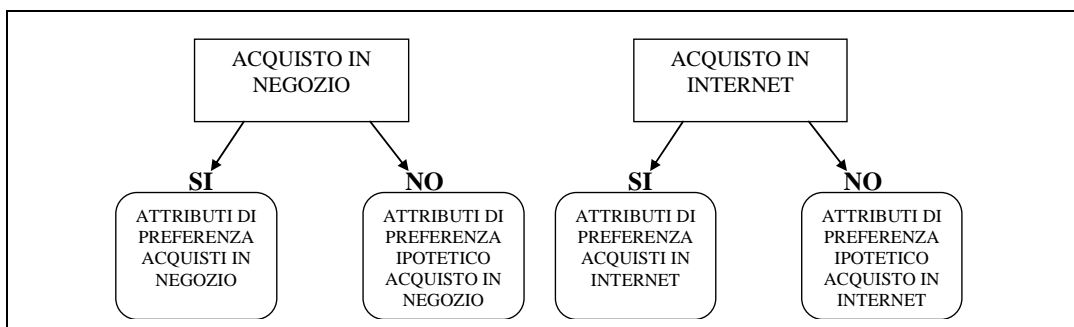 ACQUISTO IN
NEGOZIO
ACQUISTO IN
INTERNET
SI
NO
SI
NO
ATTRIBUTI DI
PREFERENZA
ACQUISTI IN
NEGOZIO
ATTRIBUTI DI
PREFERENZA
IPOTETICO
ACQUISTO IN
NEGOZIO
ATTRIBUTI DI
PREFERENZA
ACQUISTI IN
INTERNET
ATTRIBUTI DI
PREFERENZA
IPOTETICO
ACQUISTO IN
INTERNET